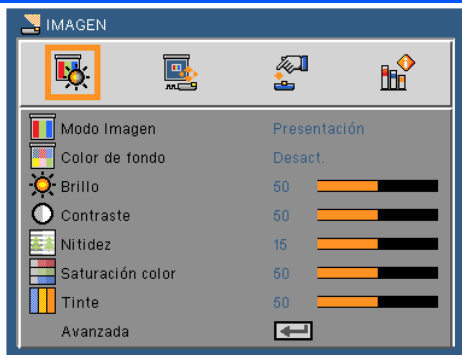 IMAGEN
Modo Imagen Presentación
Color de fondo Desact.
Brillo 50
Contraste 50
Nitidez 15
Saturación color 50
Tinte 50
Avanzada